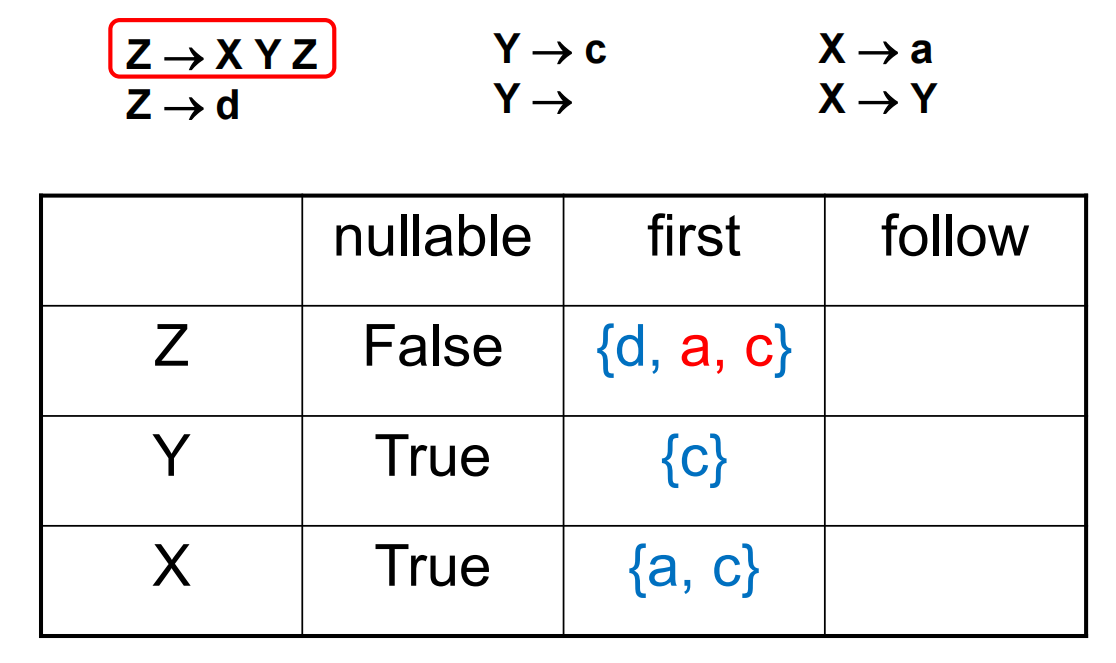 Z → X Y Z Y → c X → a
Z → d Y → X → Y
nullable first follow
Z False {d, a, c}
Y True {c}
X True {a, c}